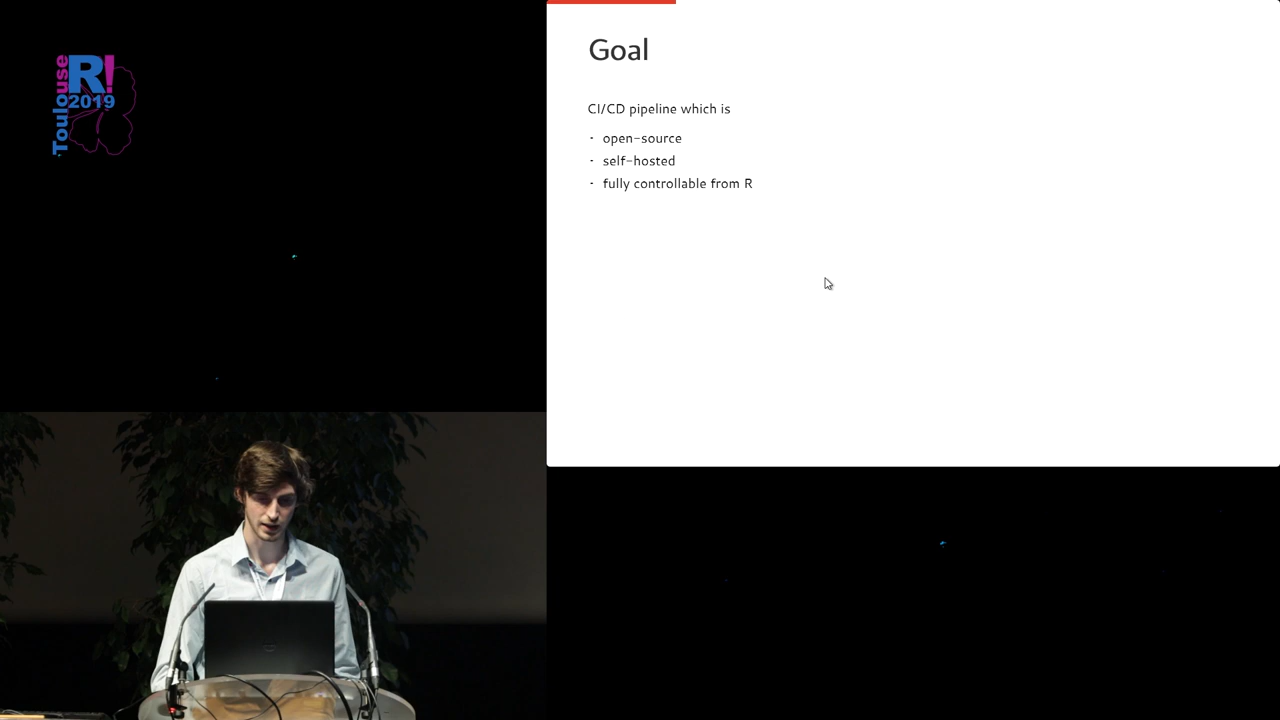 Toulouse
R!
2019
Goal
CI/CD pipeline which is
- open-source
- self-hosted
- fully controllable from R